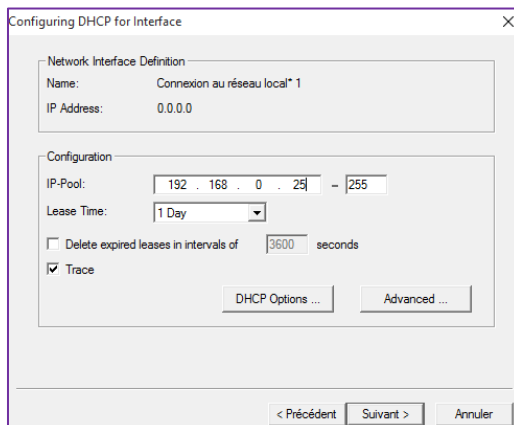 Configuring DHCP for Interface
Network Interface Definition
Name: Connexion au réseau local* 1
IP Address: 0.0.0.0
Configuration
IP-Pool: 192 . 168 . 0 . 25 - 255
Lease Time: 1 Day
Delete expired leases in intervals of 3600 seconds
Trace
DHCP Options ... Advanced ...
< Précédent Suivant > Annuler